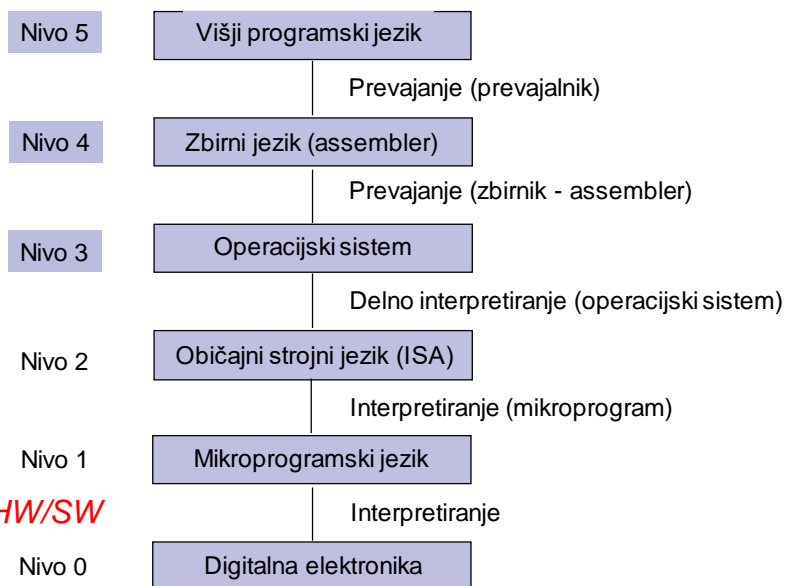 Nivo 5
Višji programski jezik
Prevajanje (prevajalnik)
Nivo 4
Zbirni jezik (assembler)
Prevajanje (zbirnik - assembler)
Nivo 3
Operacijski sistem
Delno interpretiranje (operacijski sistem)
Nivo 2
Običajni strojni jezik (ISA)
Interpretiranje (mikroprogram)
Nivo 1
Mikroprogramski jezik
HW/SW
Interpretiranje
Nivo 0
Digitalna elektronika